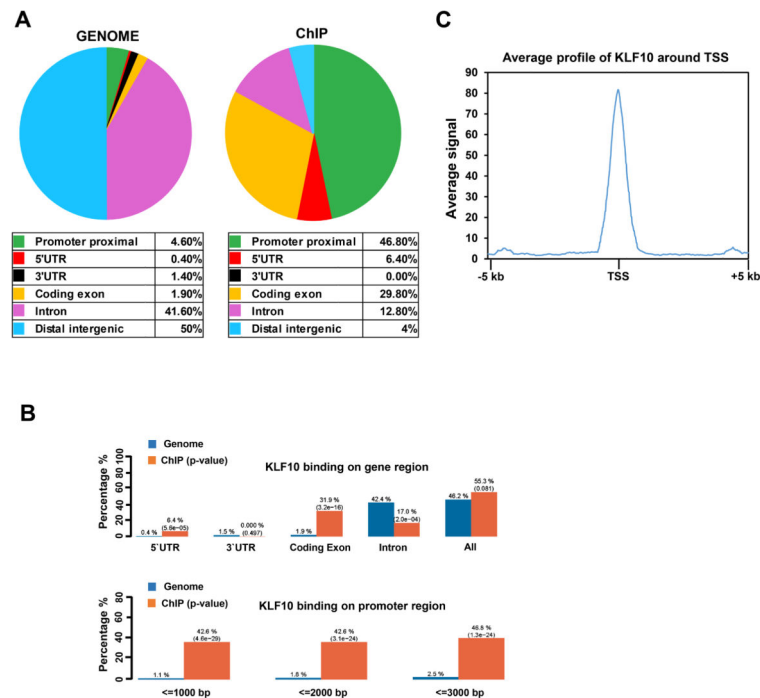 A
GENOME
ChIP
Promoter proximal 4.60%
5'UTR 0.40%
3'UTR 1.40%
Coding exon 1.90%
Intron 41.60%
Distal intergenic 50%
Promoter proximal 46.80%
5'UTR 6.40%
3'UTR 0.00%
Coding exon 29.80%
Intron 12.80%
Distal intergenic 4%
C
Average profile of KLF10 around TSS
Average signal
90
80
70
60
50
40
30
20
10
0
-5 kb TSS +5 kb
B
Percentage %
100
80
60
40
20
0
Genome
ChIP (p-value)
KLF10 binding on gene region
0.4 % 6.4 % (5.6e-05)
1.5 % 0.000 % (0.497)
1.9 % 31.9 % (3.2e-16)
42.4 % 17.0 % (2.0e-04)
46.2 % 55.3 % (0.081)
5`UTR 3`UTR Coding Exon Intron All
Percentage %
80
60
40
20
0
Genome
ChIP (p-value)
KLF10 binding on promoter region
1.1 % 42.6 % (4.6e-29)
1.8 % 42.6 % (3.1e-24)
2.5 % 46.8 % (1.3e-24)
<=1000 bp <=2000 bp <=3000 bp